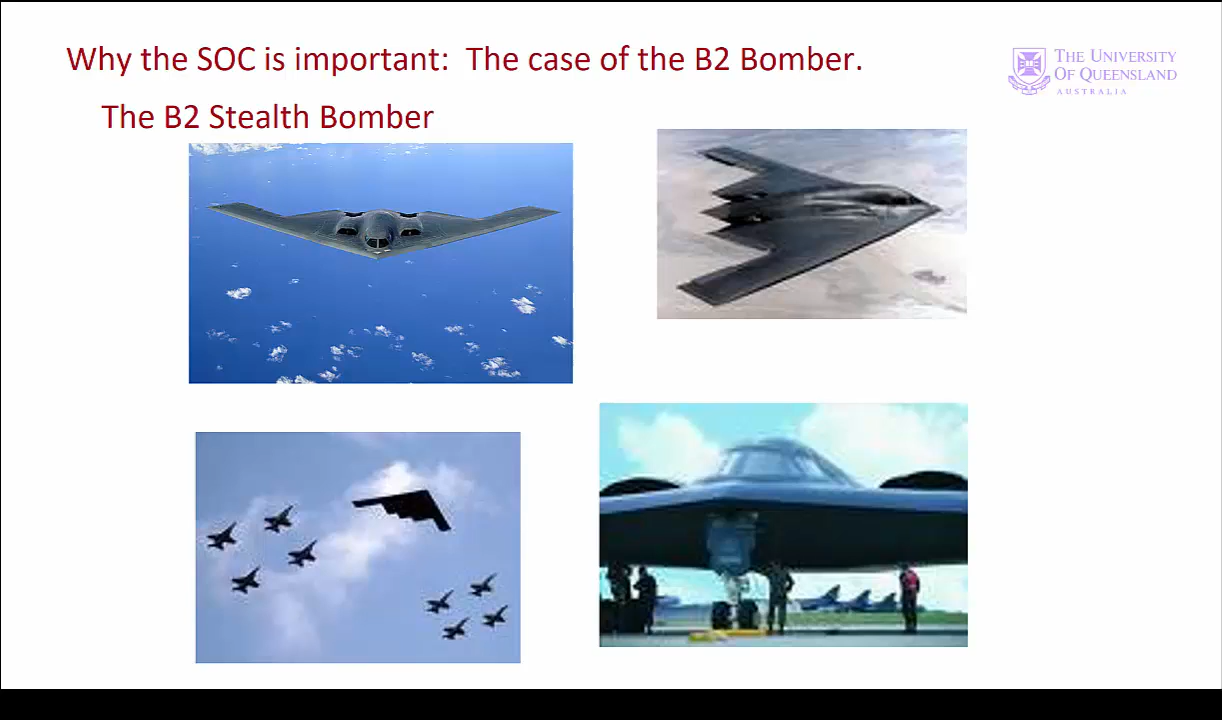 Why the SOC is important:  The case of the B2 Bomber.
THE UNIVERSITY
OF QUEENSLAND
AUSTRALIA
The B2 Stealth Bomber